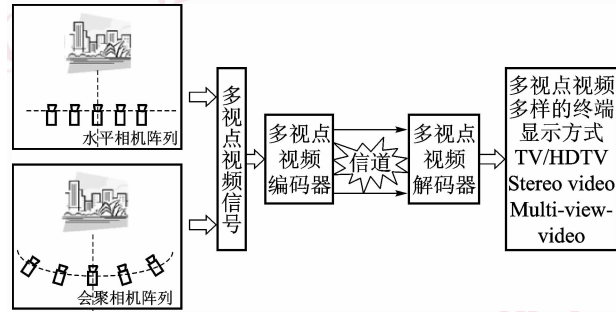 水平相机阵列
会聚相机阵列
多视点视频信号
多视点
视频
编码器
信道
多视点
视频
解码器
多视点视频
多样的终端
显示方式
TV/HDTV
Stereo video
Multi-view-
video